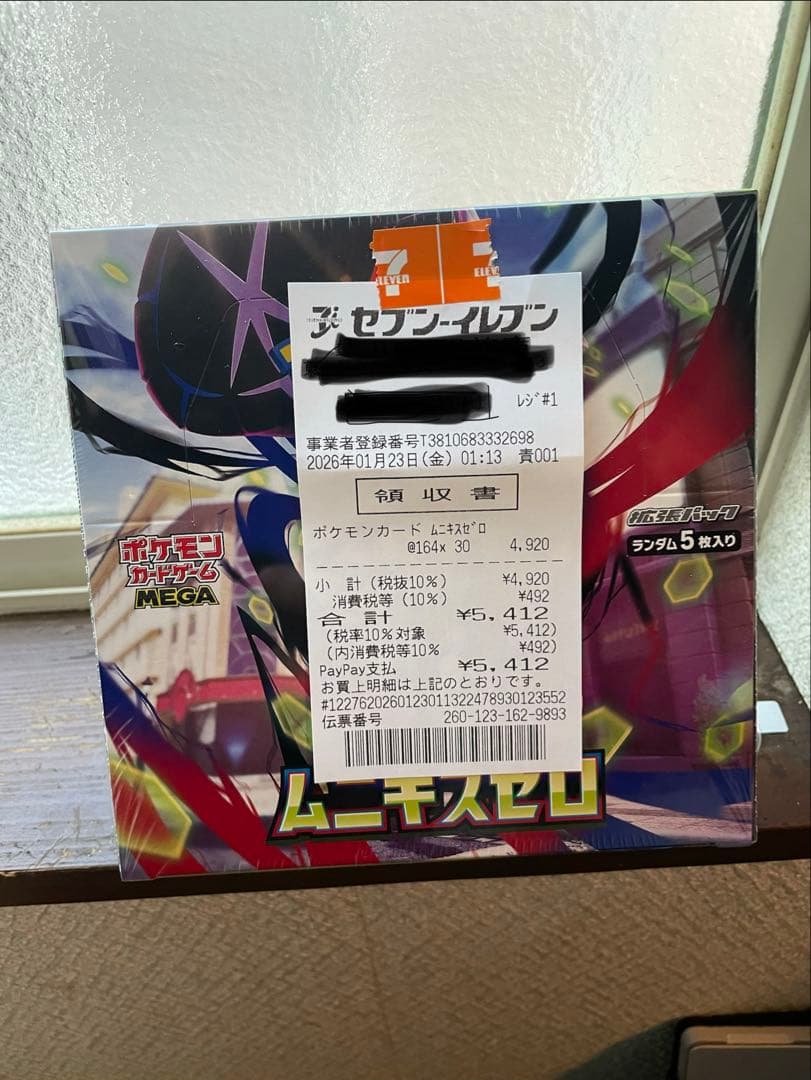 7
ELEVEN
E
ELEVE
セブン-イレブン
レジ#1
事業者登録番号T3810683332698
2026年01月23日(金) 01:13 責001
領収書
ポケモンカード ムニキスゼロ
@164x 30 4,920
小 計(税抜10%) ¥4,920
消費税等(10%) ¥492
合 計 ¥5,412
(税率10%対象 ¥5,412)
(内消費税等10% ¥492)
PayPay支払 ¥5,412
お買上明細は上記のとおりです。
#1227620260123011322478930123552
伝票番号 260-123-162-9893
ポケモン
カードゲーム
MEGA
拡張パック
ランダム5枚入り
ムニキスゼロ